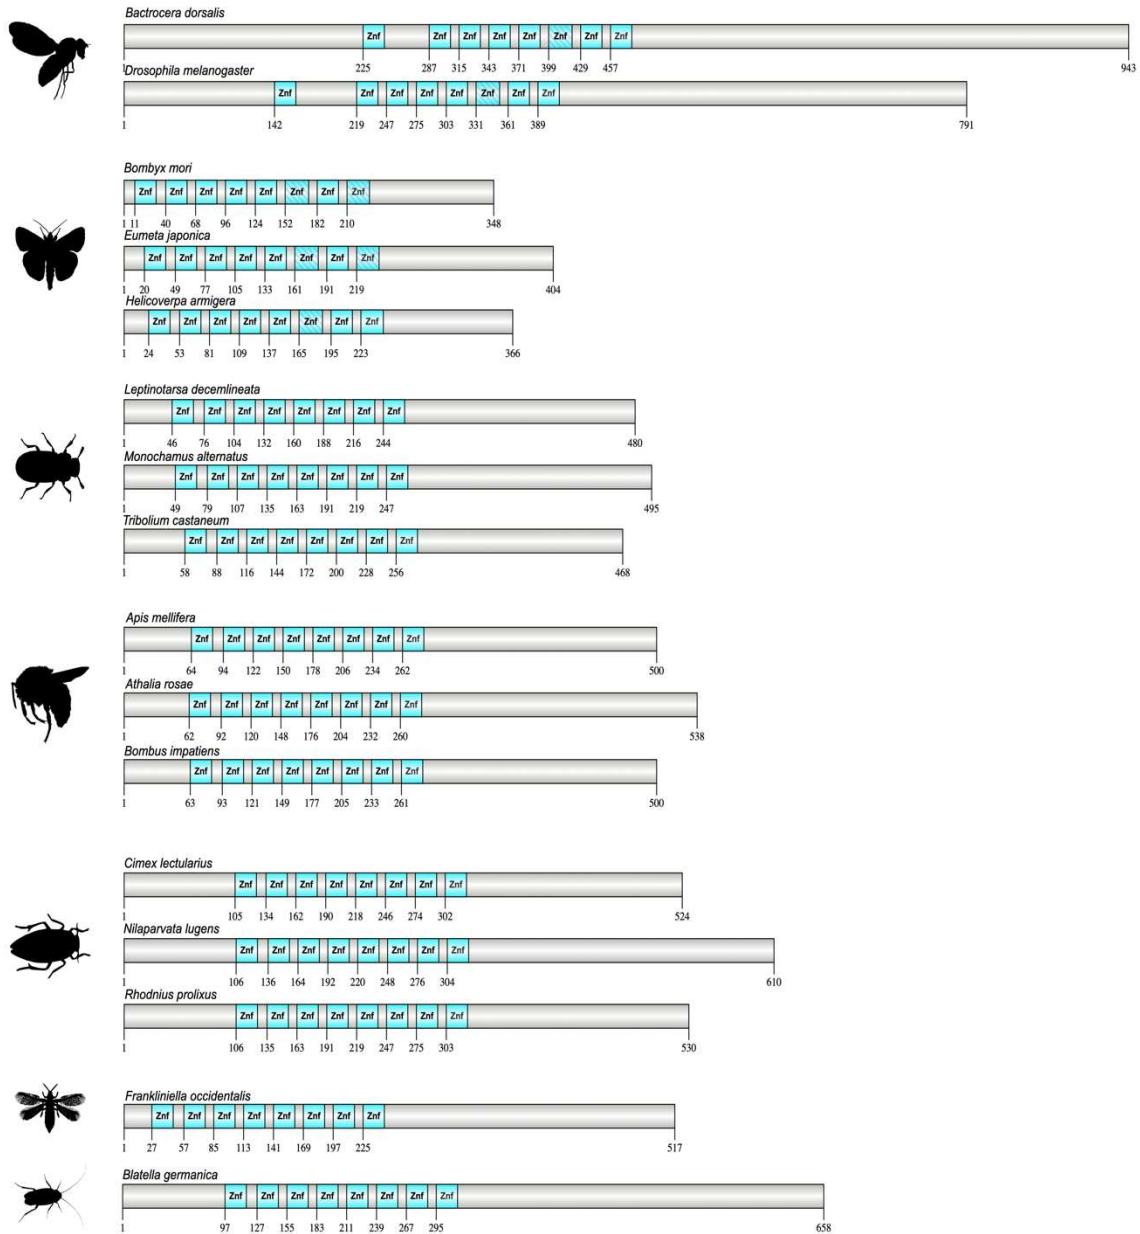 Bactrocera dorsalis
Znf Znf Znf Znf Znf Znf Znf Znf
225 287 315 343 371 399 429 457 943
Drosophila melanogaster
Znf Znf Znf Znf Znf Znf Znf Znf
1 142 219 247 275 303 331 361 389 791
Bombyx mori
Znf Znf Znf Znf Znf Znf Znf Znf
1 11 40 68 96 124 152 182 210 348
Eumeta japonica
Znf Znf Znf Znf Znf Znf Znf Znf
1 20 49 77 105 133 161 191 219 404
Helicoverpa armigera
Znf Znf Znf Znf Znf Znf Znf Znf
1 24 53 81 109 137 165 195 223 366
Leptinotarsa decemlineata
Znf Znf Znf Znf Znf Znf Znf Znf
1 46 76 104 132 160 188 216 244 480
Monochamus alternatus
Znf Znf Znf Znf Znf Znf Znf Znf
1 49 79 107 135 163 191 219 247 495
Tribolium castaneum
Znf Znf Znf Znf Znf Znf Znf Znf
1 58 88 116 144 172 200 228 256 468
Apis mellifera
Znf Znf Znf Znf Znf Znf Znf Znf
1 64 94 122 150 178 206 234 262 500
Athalia rosae
Znf Znf Znf Znf Znf Znf Znf Znf
1 62 92 120 148 176 204 232 260 538
Bombus impatiens
Znf Znf Znf Znf Znf Znf Znf Znf
1 63 93 121 149 177 205 233 261 500
Cimex lectularius
Znf Znf Znf Znf Znf Znf Znf Znf
1 105 134 162 190 218 246 274 302 524
Nilaparvata lugens
Znf Znf Znf Znf Znf Znf Znf Znf
1 106 136 164 192 220 248 276 304 610
Rhodnius prolixus
Znf Znf Znf Znf Znf Znf Znf Znf
1 106 135 163 191 219 247 275 303 530
Frankliniella occidentalis
Znf Znf Znf Znf Znf Znf Znf Znf
1 27 57 85 113 141 169 197 225 517
Blatella germanica
Znf Znf Znf Znf Znf Znf Znf Znf
1 97 127 155 183 211 239 267 295 658